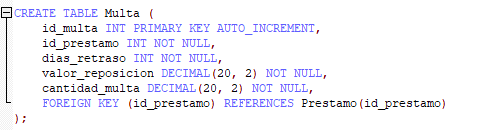 CREATE TABLE Multa (
id_multa INT PRIMARY KEY AUTO_INCREMENT,
id_prestamo INT NOT NULL,
dias_retraso INT NOT NULL,
valor_reposicion DECIMAL(20, 2) NOT NULL,
cantidad_multa DECIMAL(20, 2) NOT NULL,
FOREIGN KEY (id_prestamo) REFERENCES Prestamo(id_prestamo)
);